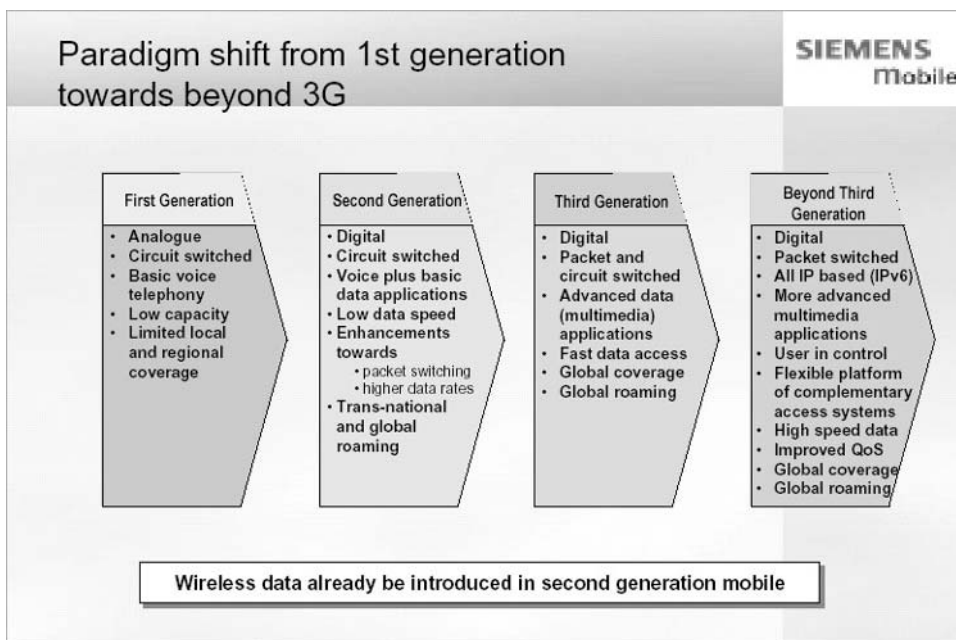 Paradigm shift from 1st generation
towards beyond 3G
SIEMENS
mobile
First Generation
• Analogue
• Circuit switched
• Basic voice
telephony
• Low capacity
• Limited local
and regional
coverage
Second Generation
• Digital
• Circuit switched
• Voice plus basic
data applications
• Low data speed
• Enhancements
towards
• packet switching
• higher data rates
• Trans-national
and global
roaming
Third Generation
• Digital
• Packet and
circuit switched
• Advanced data
(multimedia)
applications
• Fast data access
• Global coverage
• Global roaming
Beyond Third
Generation
• Digital
• Packet switched
• All IP based (IPv6)
• More advanced
multimedia
applications
• User in control
• Flexible platform
of complementary
access systems
• High speed data
• Improved QoS
• Global coverage
• Global roaming
Wireless data already be introduced in second generation mobile